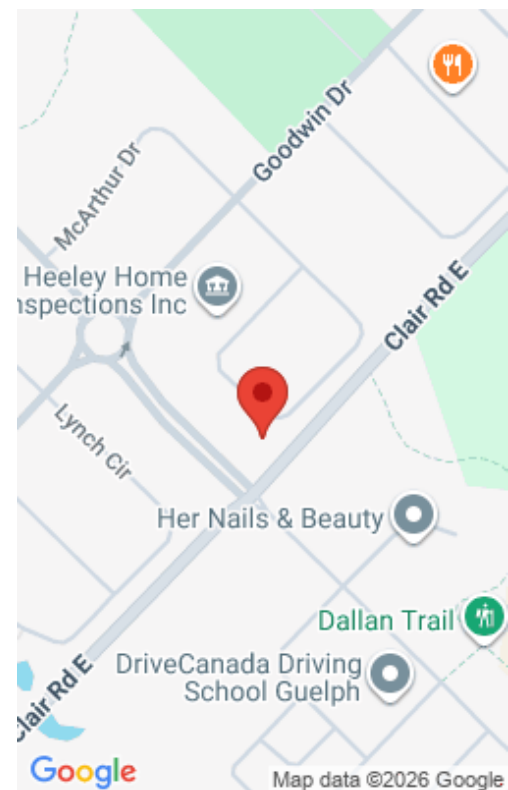 Goodwin Dr
McArthur Dr
Heeley Home
nspections Inc
Clair Rd E
Lynch Cir
Her Nails & Beauty
Dallan Trail
DriveCanada Driving
School Guelph
Clair Rd E
Google
Map data ©2026 Google